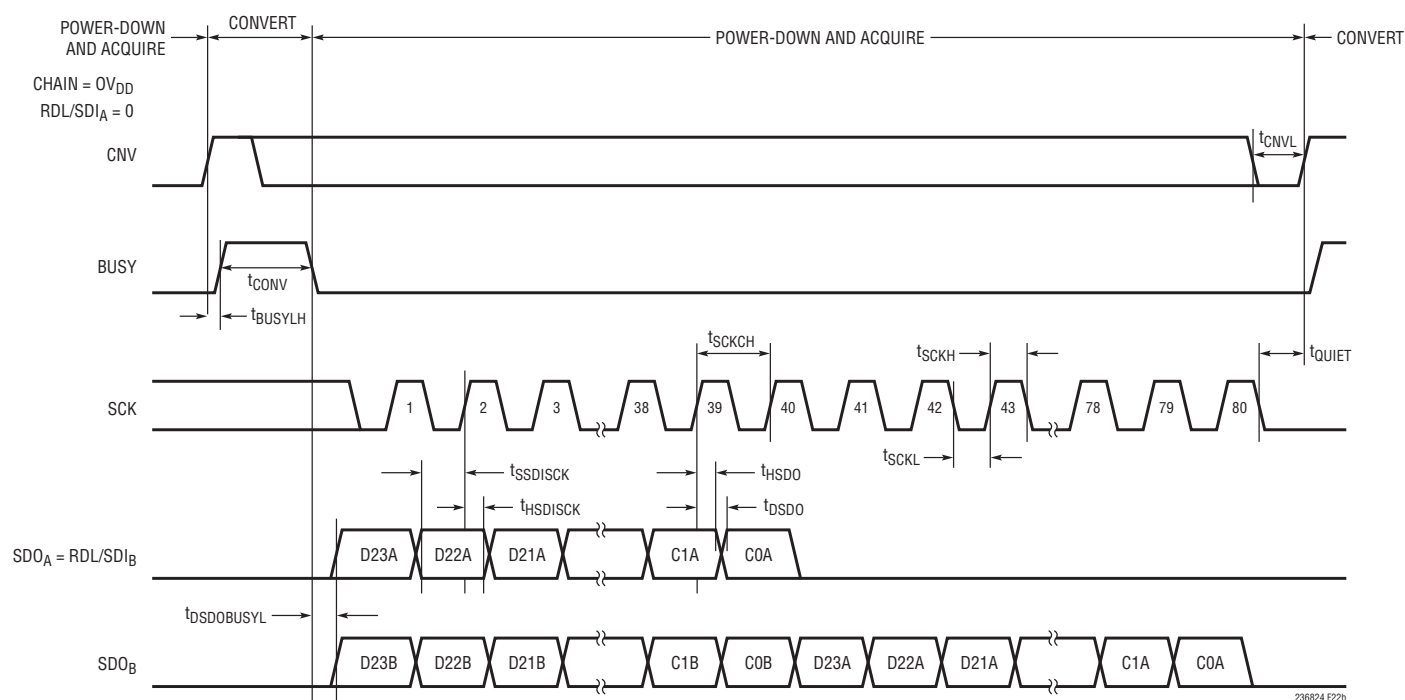 POWER-DOWN
AND ACQUIRE
CONVERT
POWER-DOWN AND ACQUIRE
CONVERT
CHAIN = OVDD
RDL/SDIA = 0
CNV
tCNVL
BUSY
tCONV
tBUSYLH
tSCKCH
tSCKH
tQUIET
SCK
1 2 3 38 39 40 41 42 43 78 79 80
tSCKL
tSSDISCK
tHSDO
tHSDISCK
tDSDO
SDOA = RDL/SDIB
D23A D22A D21A C1A C0A
tDSDOBUSYL
SDOB
D23B D22B D21B C1B C0B D23A D22A D21A C1A C0A
236824 F22b